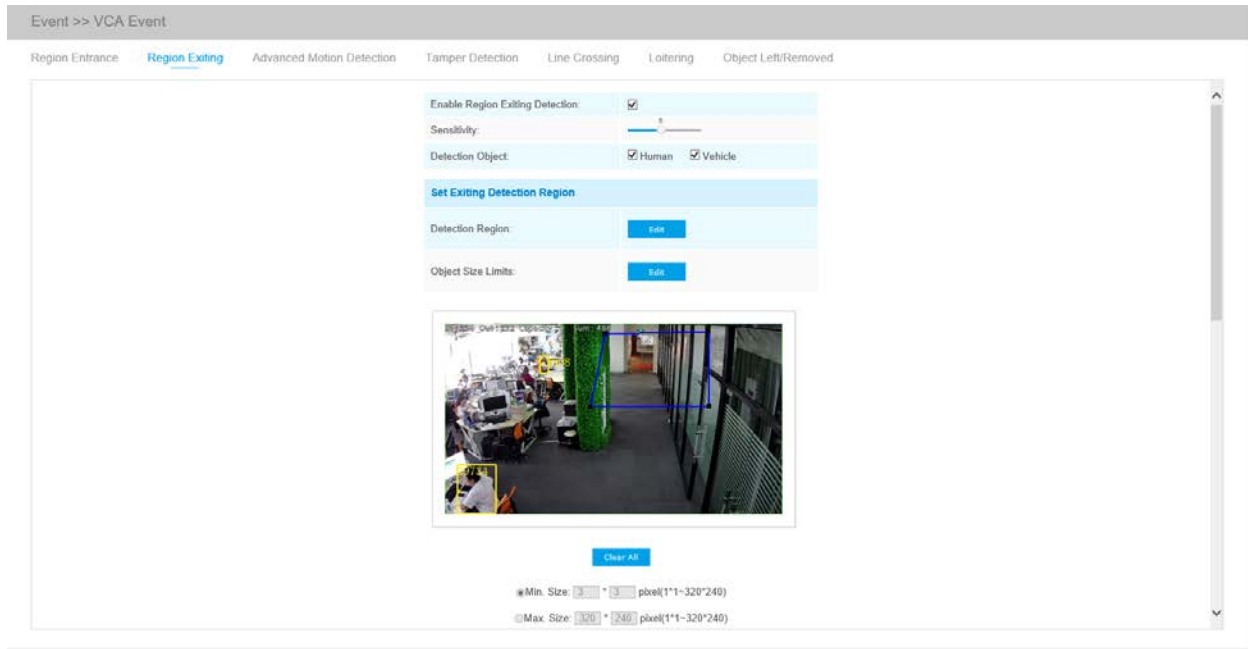 Event >> VCA Event
Region Entrance Region Exiting Advanced Motion Detection Tamper Detection Line Crossing Loitering Object Left/Removed
Enable Region Exiting Detection:
Sensitivity:
Detection Object: Human Vehicle
Set Exiting Detection Region
Detection Region: Edit
Object Size Limits: Edit
Clear All
Min. Size: 3 * 3 pixel(1*1~320*240)
Max. Size: 320 * 240 pixel(1*1~320*240)